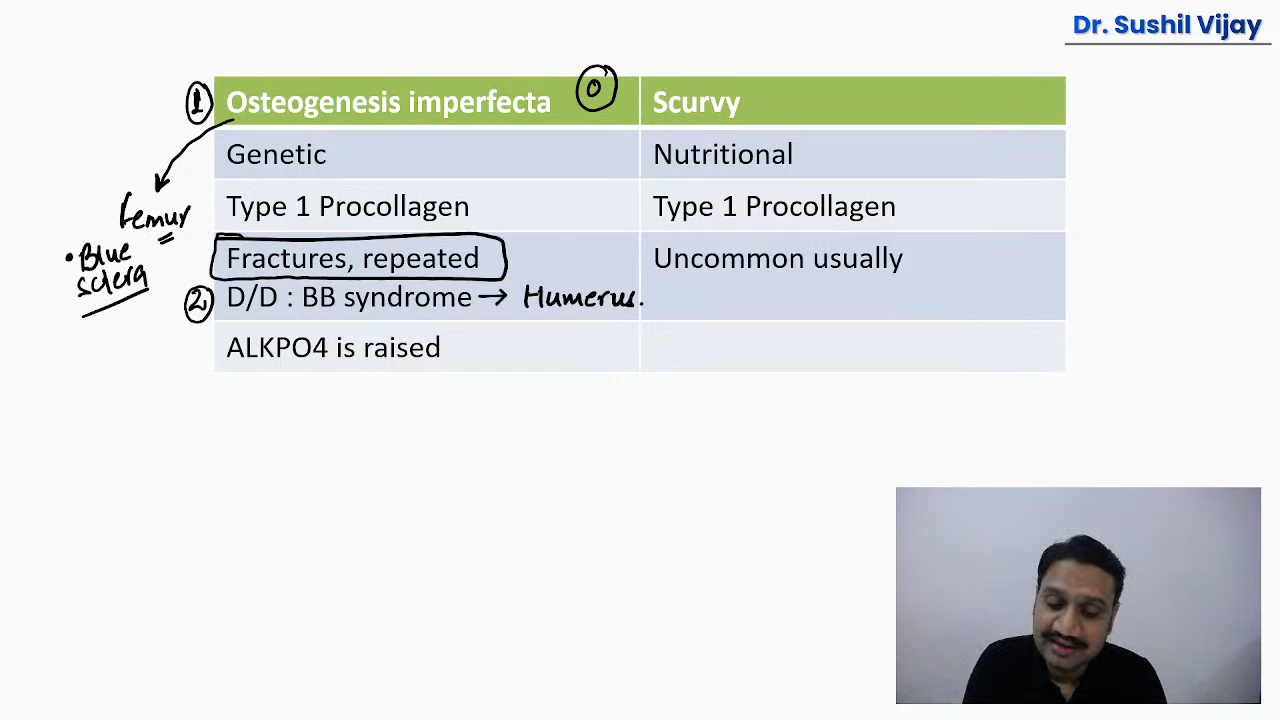 Dr. Sushil Vijay
1 Osteogenesis imperfecta O Scurvy
Genetic Nutritional
Type 1 Procollagen Type 1 Procollagen
Femur
Fractures, repeated Uncommon usually
• Blue
sclera
2 D/D : BB syndrome → Humerus.
ALKPO4 is raised